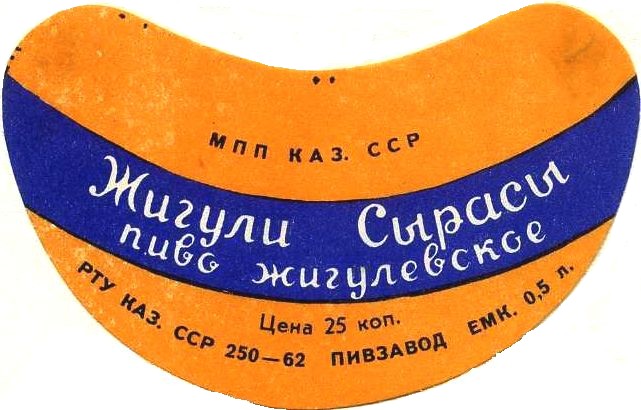 МПП КАЗ. ССР
Жигули Сырасы
пиво жигулевское
Цена 25 коп.
РТУ КАЗ. ССР 250—62 ПИВЗАВОД ЕМК. 0,5 л.